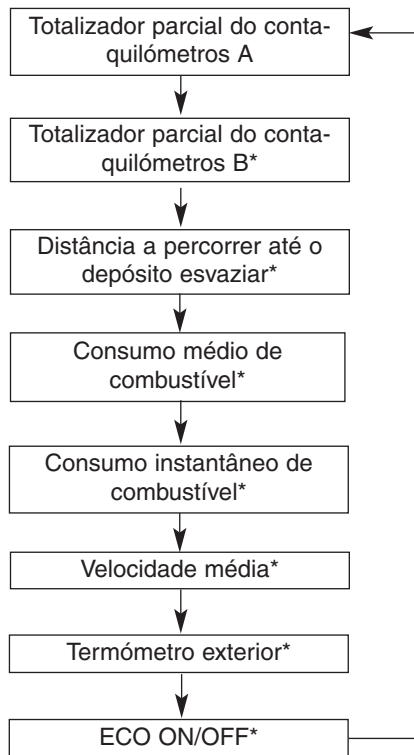 Totalizador parcial do conta-
quilómetros A
Totalizador parcial do conta-
quilómetros B*
Distância a percorrer até o
depósito esvaziar*
Consumo médio de
combustível*
Consumo instantâneo de
combustível*
Velocidade média*
Termómetro exterior*
ECO ON/OFF*